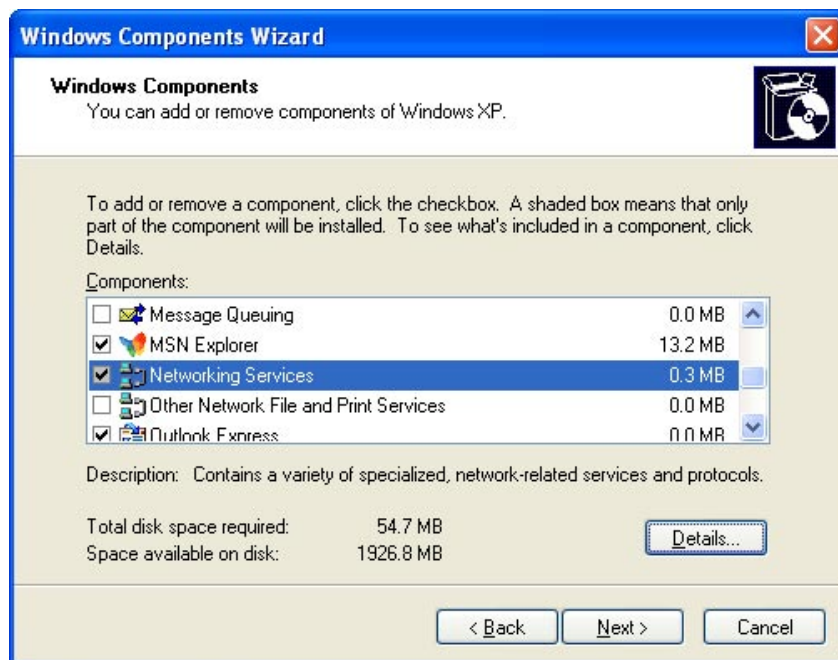 Windows Components Wizard
Windows Components
You can add or remove components of Windows XP.
To add or remove a component, click the checkbox. A shaded box means that only
part of the component will be installed. To see what's included in a component, click
Details.
Components:
Message Queuing 0.0 MB
MSN Explorer 13.2 MB
Networking Services 0.3 MB
Other Network File and Print Services 0.0 MB
Outlook Express 0.0 MB
Description: Contains a variety of specialized, network-related services and protocols.
Total disk space required: 54.7 MB
Space available on disk: 1926.8 MB
Details...
< Back Next > Cancel